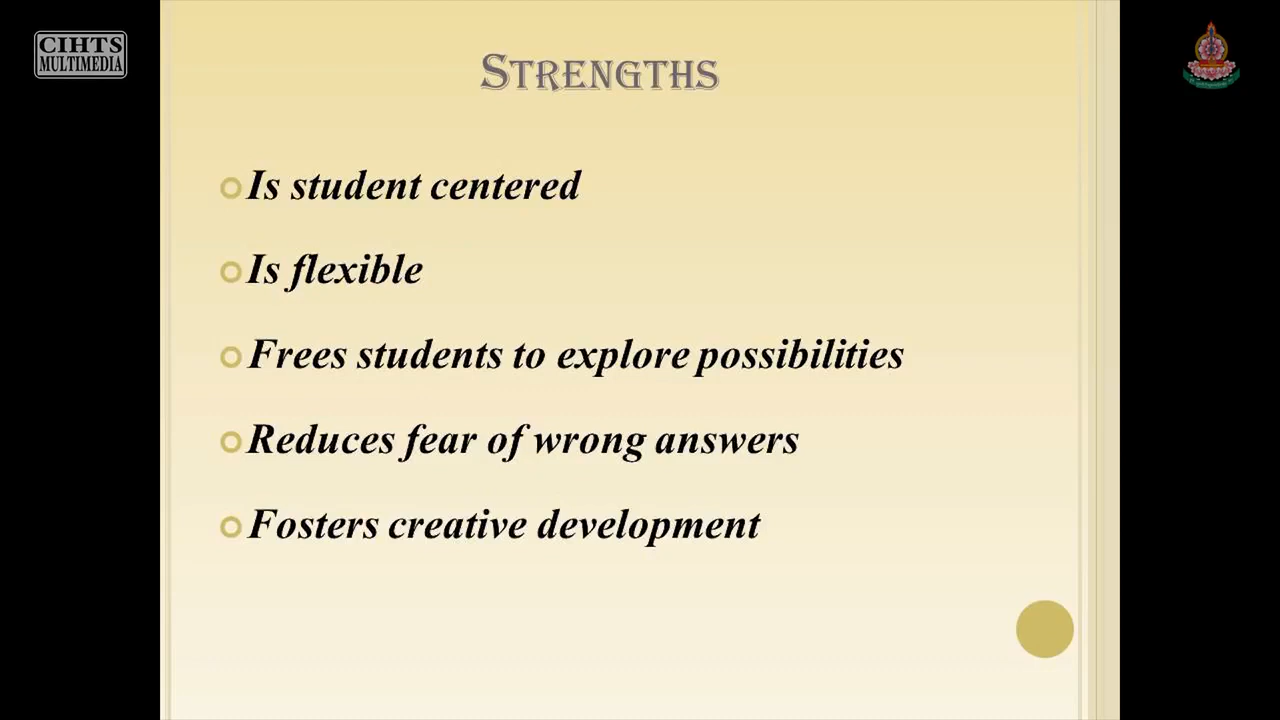 CIHTS
MULTIMEDIA
STRENGTHS
Is student centered
Is flexible
Frees students to explore possibilities
Reduces fear of wrong answers
Fosters creative development